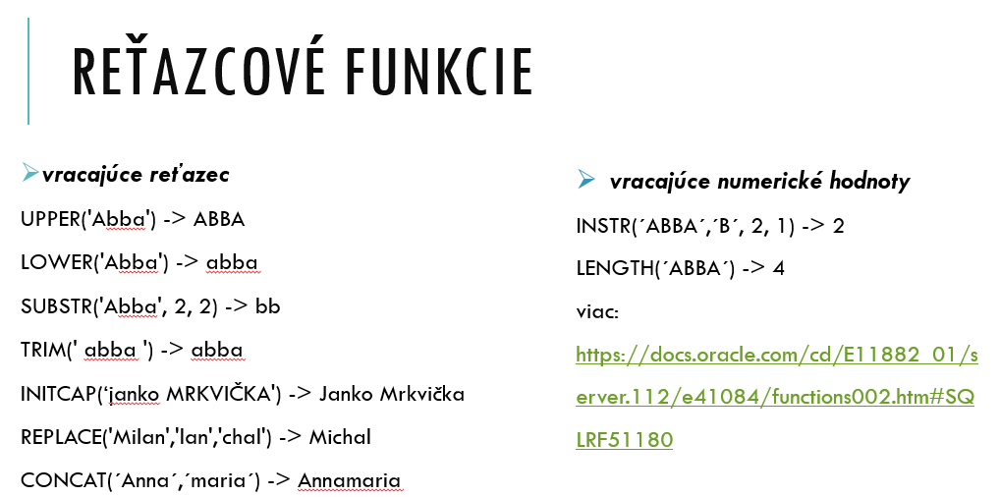 REŤAZCOVÉ FUNKCIE
vracajúce reťazec
UPPER('Abba') -> ABBA
LOWER('Abba') -> abba
SUBSTR('Abba', 2, 2) -> bb
TRIM(' abba ') -> abba
INITCAP(‘janko MRKVIČKA') -> Janko Mrkvička
REPLACE('Milan','lan','chal') -> Michal
CONCAT(´Anna´,´maria´) -> Annamaria
vracajúce numerické hodnoty
INSTR(´ABBA´,´B´, 2, 1) -> 2
LENGTH(´ABBA´) -> 4
viac:
https://docs.oracle.com/cd/E11882_01/s
erver.112/e41084/functions002.htm#SQ
LRF51180